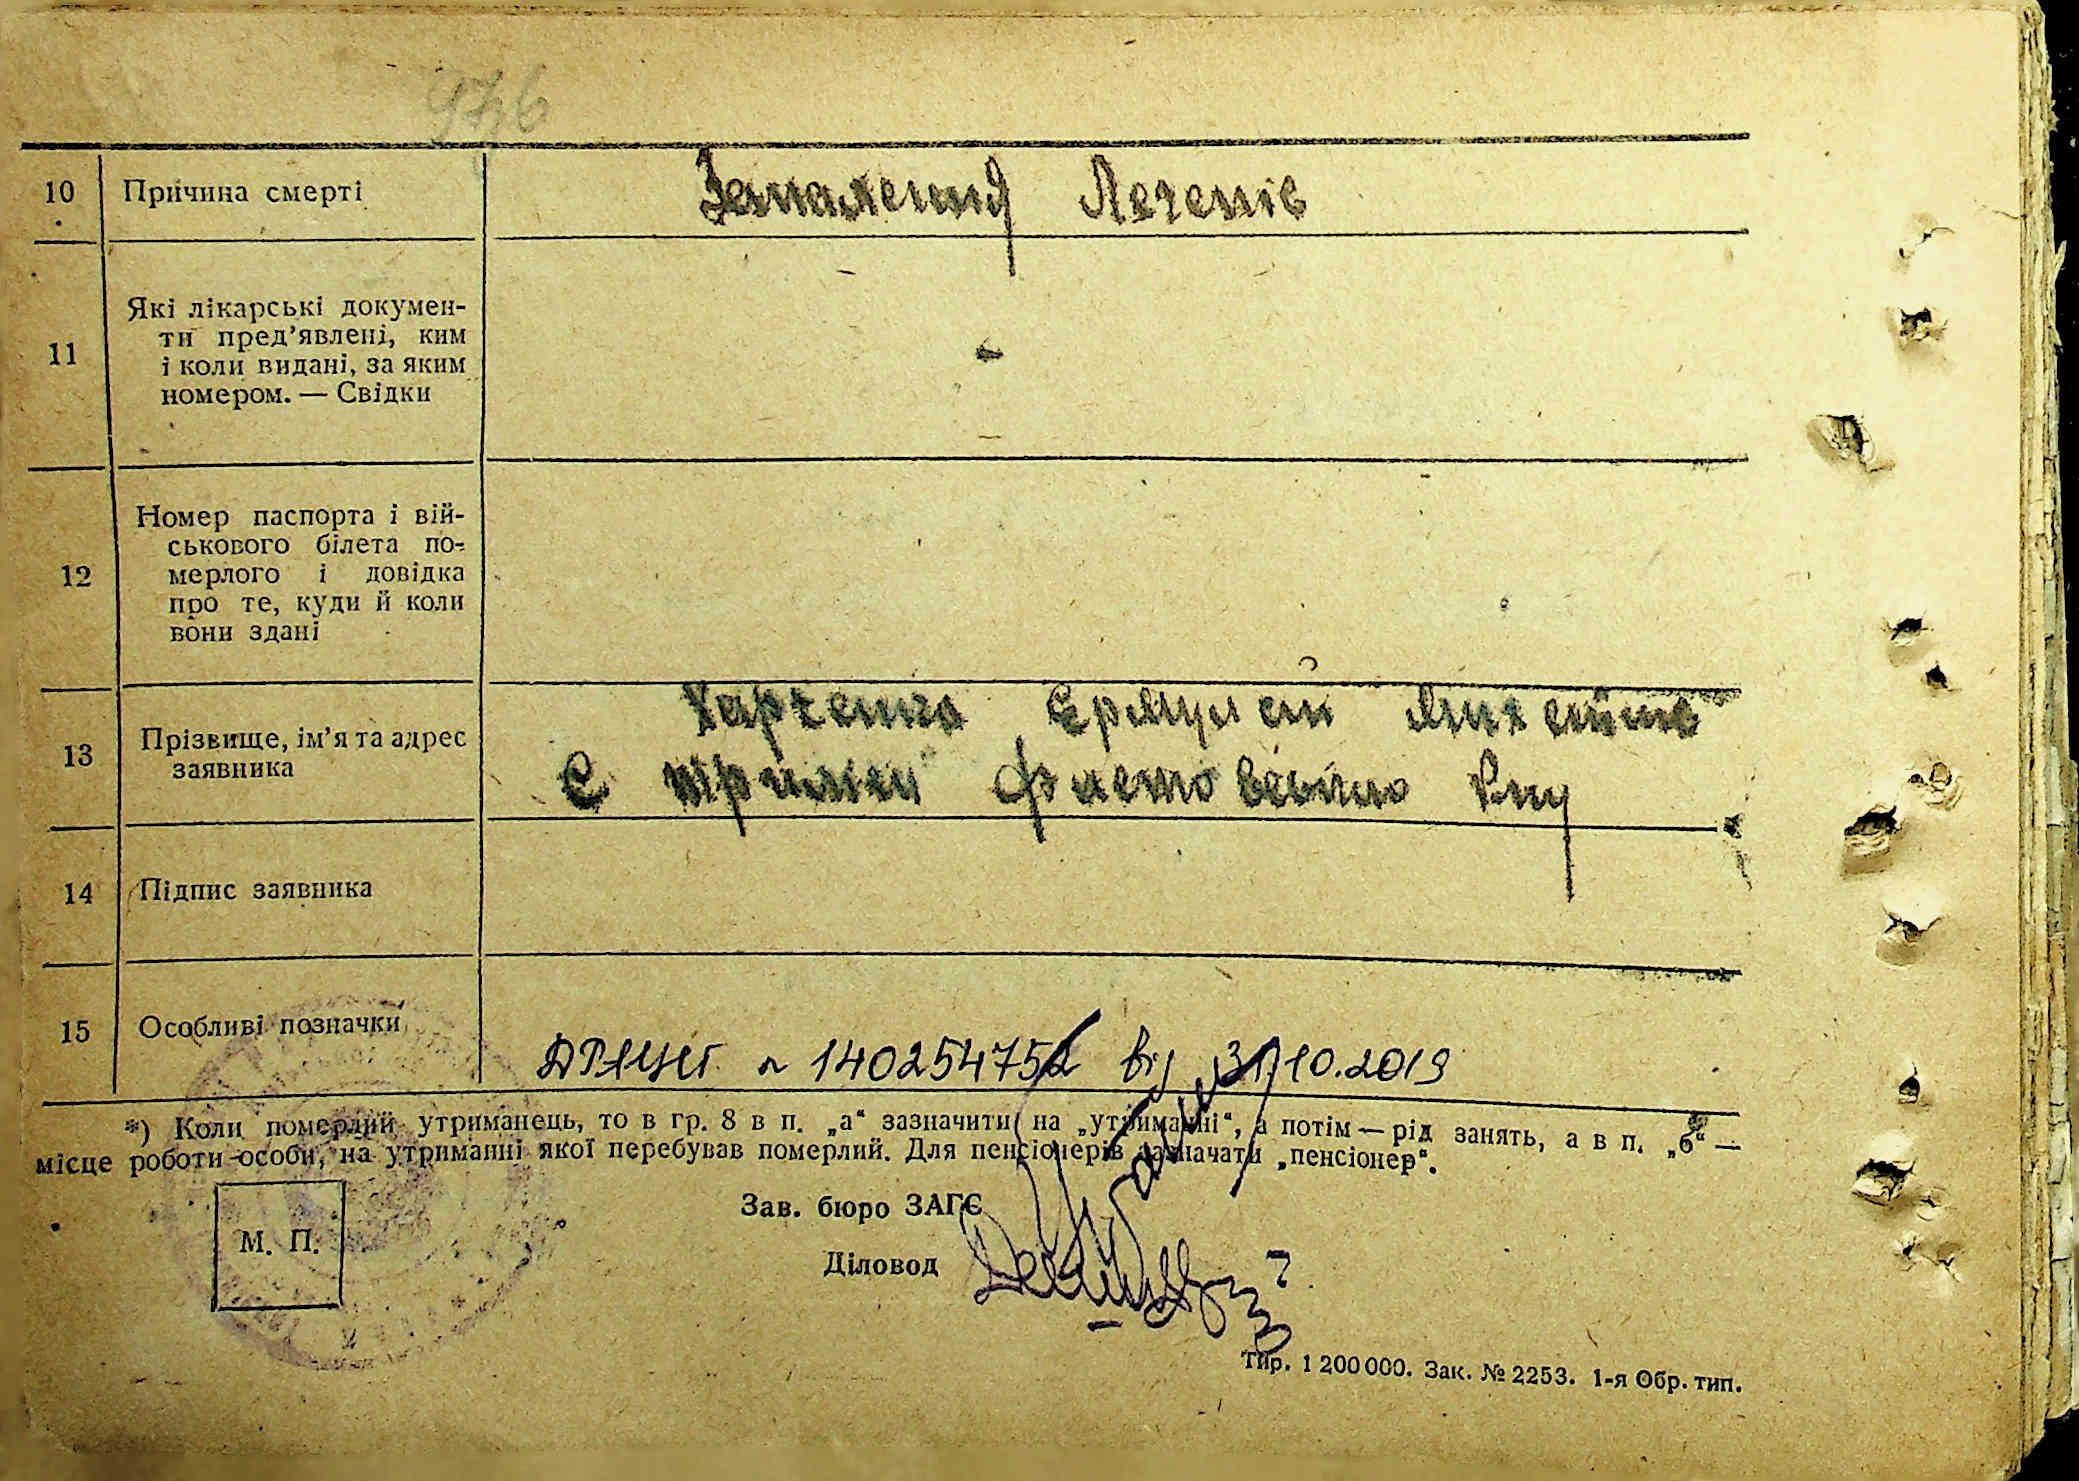 976
10 Причина смерті Запалення Легенів
11 Які лікарські докумен-
ти пред’явлені, ким
і коли видані, за яким
номером. — Свідки
-
12 Номер паспорта і вій-
ськового білета по-
мерлого і довідка
про те, куди й коли
вони здані
13 Прізвище, ім’я та адрес
заявника
Харченко
С Триліси
14 Підпис заявника
15 Особливі позначки
ДРАЦНГ 140254752 від 31.10.2019
*) Коли померлий утриманець, то в гр. 8 в п. „а“ зазначити „на утриманні“, а потім — рід занять, а в п. „б“ —
місце роботи особи, на утриманні якої перебував померлий. Для пенсіонерів зазначати „пенсіонер“.
Зав. бюро ЗАГС
М. П.
Діловод
Тир. 1 200 000. Зак. № 2253. 1-я Обр. тип.